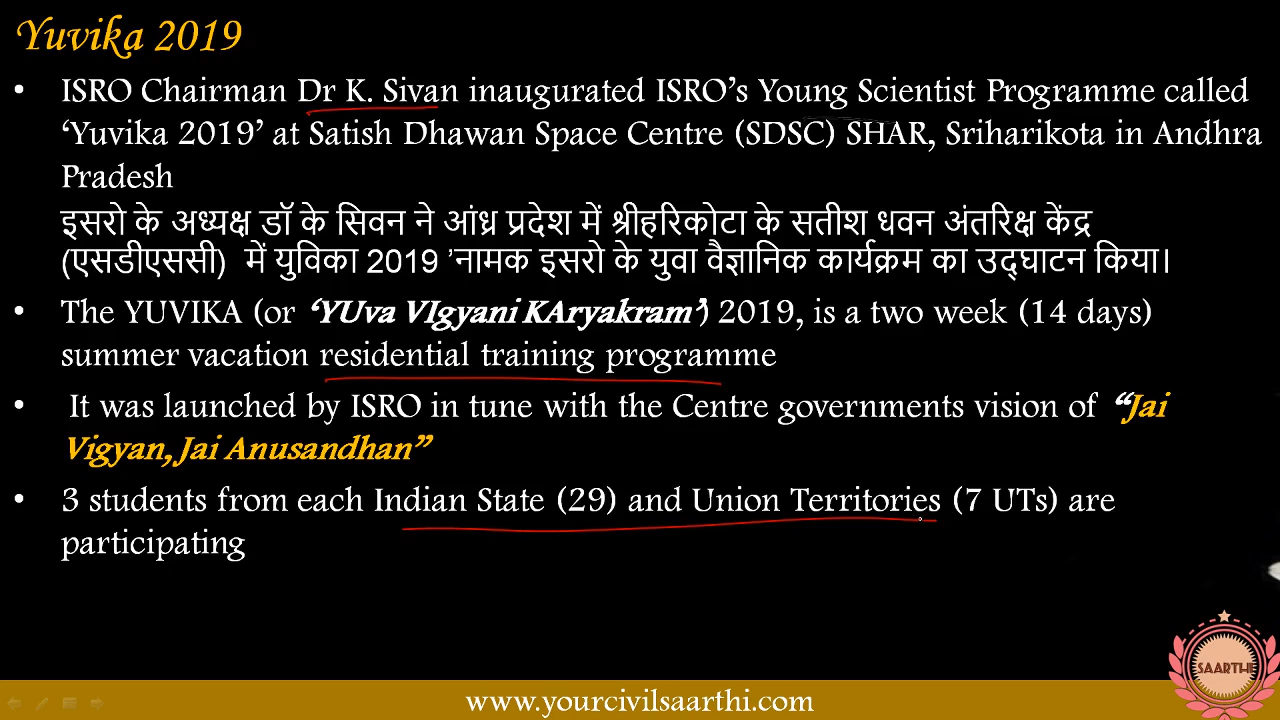 Yuvika 2019
• ISRO Chairman Dr K. Sivan inaugurated ISRO’s Young Scientist Programme called
‘Yuvika 2019’ at Satish Dhawan Space Centre (SDSC) SHAR, Sriharikota in Andhra
Pradesh
इसरो के अध्यक्ष डॉ के सिवन ने आंध्र प्रदेश में श्रीहरिकोटा के सतीश धवन अंतरिक्ष केंद्र
(एसडीएससी) में युविका 2019 ’नामक इसरो के युवा वैज्ञानिक कार्यक्रम का उद्घाटन किया।
• The YUVIKA (or ‘YUva VIgyani KAryakram’) 2019, is a two week (14 days)
summer vacation residential training programme
• It was launched by ISRO in tune with the Centre governments vision of “Jai
Vigyan, Jai Anusandhan”
• 3 students from each Indian State (29) and Union Territories (7 UTs) are
participating
SAARTHI
www.yourcivilsaarthi.com